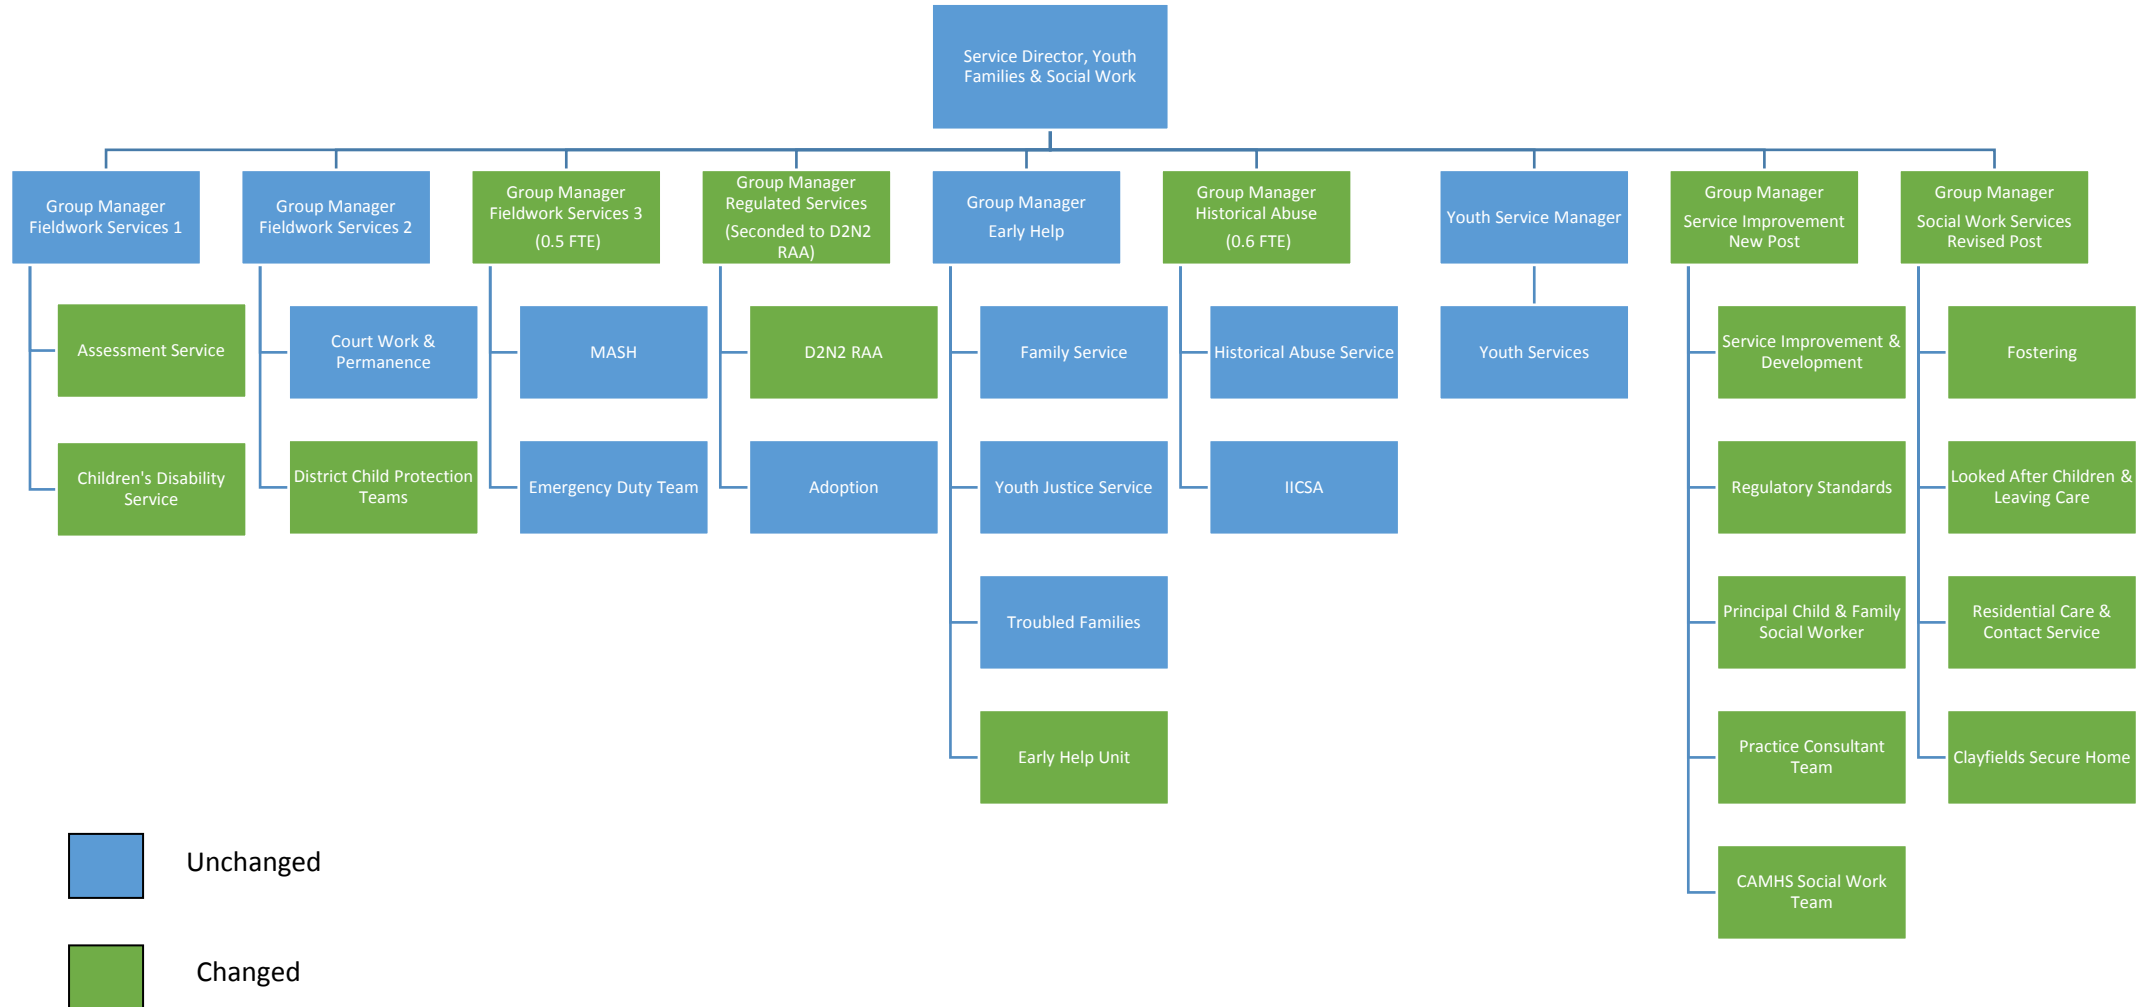 Service Director, Youth
Families & Social Work
Group Manager
Fieldwork Services 1
Group Manager
Fieldwork Services 2
Group Manager
Fieldwork Services 3
(0.5 FTE)
Group Manager
Regulated Services
(Seconded to D2N2
RAA)
Group Manager
Early Help
Group Manager
Historical Abuse
(0.6 FTE)
Youth Service Manager
Group Manager
Service Improvement
New Post
Group Manager
Social Work Services
Revised Post
Assessment Service
Court Work &
Permanence
MASH
D2N2 RAA
Family Service
Historical Abuse Service
Youth Services
Service Improvement &
Development
Fostering
Children's Disability
Service
District Child Protection
Teams
Emergency Duty Team
Adoption
Youth Justice Service
IICSA
Regulatory Standards
Looked After Children &
Leaving Care
Troubled Families
Principal Child & Family
Social Worker
Residential Care &
Contact Service
Early Help Unit
Practice Consultant
Team
Clayfields Secure Home
CAMHS Social Work
Team
Unchanged
Changed